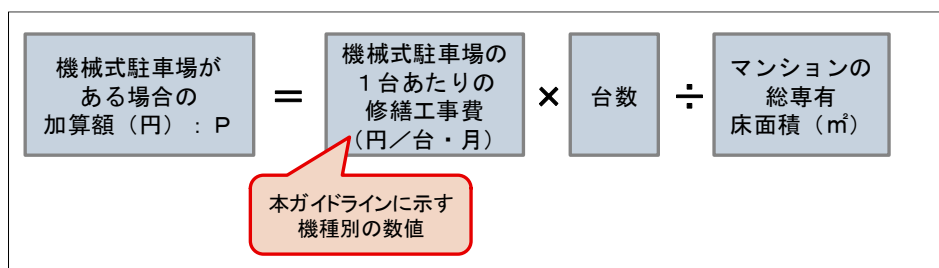 機械式駐車場が
ある場合の
加算額（円）：Ｐ
＝
機械式駐車場の
１台あたりの
修繕工事費
（円／台・月）
×
台数
÷
マンションの
総専有
床面積（㎡）
本ガイドラインに示す
機種別の数値